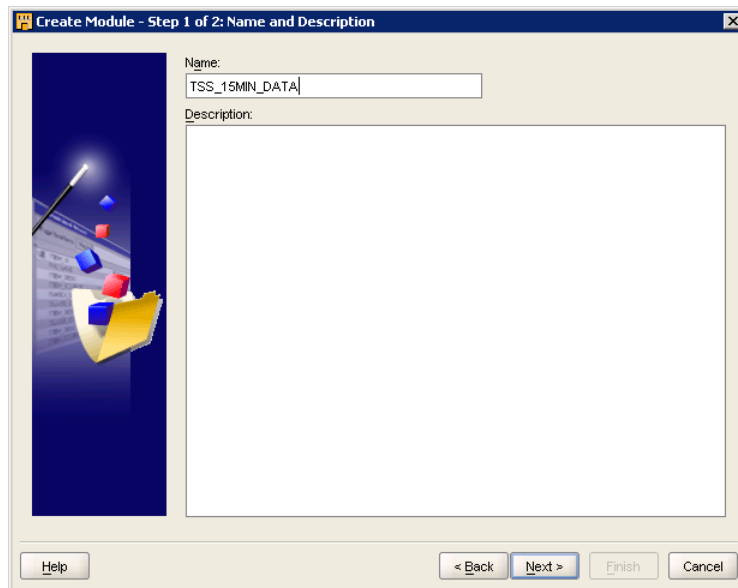 Create Module - Step 1 of 2: Name and Description
Name:
TSS_15MIN_DATA
Description:
Help
< Back
Next >
Finish
Cancel